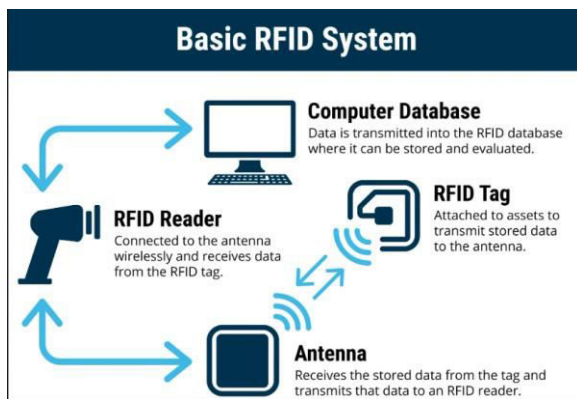 Basic RFID System
Computer Database
Data is transmitted into the RFID database
where it can be stored and evaluated.
RFID Tag
Attached to assets to
transmit stored data
to the antenna.
RFID Reader
Connected to the antenna
wirelessly and receives data
from the RFID tag.
Antenna
Receives the stored data from the tag and
transmits that data to an RFID reader.